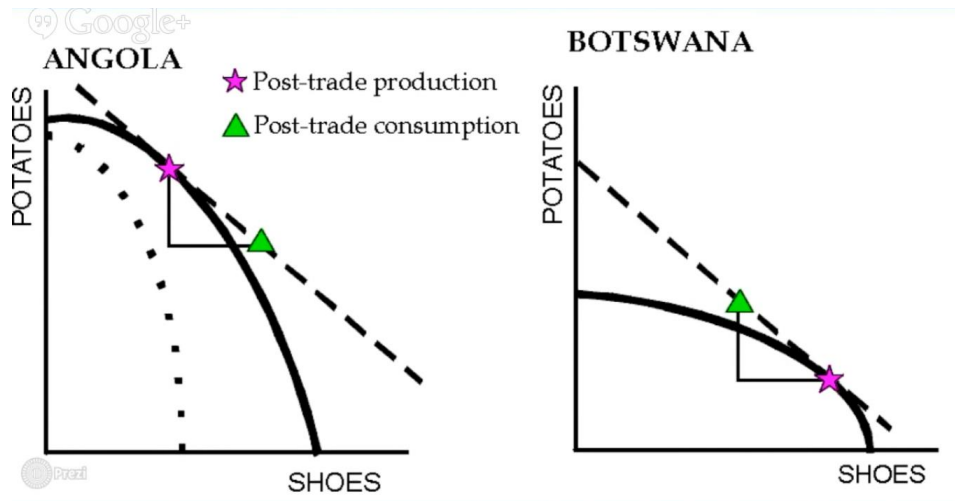 Google+
ANGOLA
BOTSWANA
Post-trade production
Post-trade consumption
POTATOES
POTATOES
SHOES
SHOES
Prezi